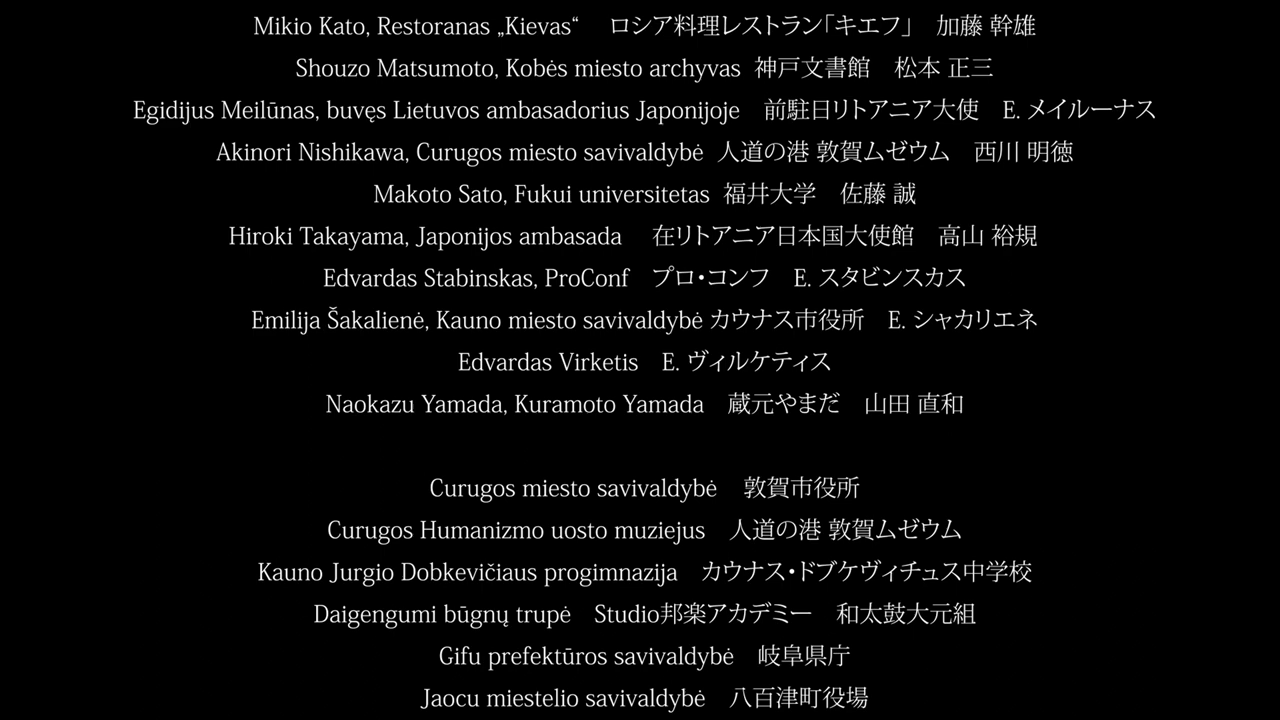 Mikio Kato, Restoranas „Kievas“ ロシア料理レストラン「キエフ」 加藤 幹雄
Shouzo Matsumoto, Kobės miesto archyvas 神戸文書館 松本 正三
Egidijus Meilūnas, buvęs Lietuvos ambasadorius Japonijoje 前駐日リトアニア大使 E. メイルーナス
Akinori Nishikawa, Curugos miesto savivaldybė 人道の港 敦賀ムゼウム 西川 明徳
Makoto Sato, Fukui universitetas 福井大学 佐藤 誠
Hiroki Takayama, Japonijos ambasada 在リトアニア日本国大使館 高山 裕規
Edvardas Stabinskas, ProConf プロ・コンフ E. スタビンスカス
Emilija Šakalienė, Kauno miesto savivaldybė カウナス市役所 E. シャカリエネ
Edvardas Virketis E. ヴィルケティス
Naokazu Yamada, Kuramoto Yamada 蔵元やまだ 山田 直和
Curugos miesto savivaldybė 敦賀市役所
Curugos Humanizmo uosto muziejus 人道の港 敦賀ムゼウム
Kauno Jurgio Dobkevičiaus progimnazija カウナス・ドブケヴィチュス中学校
Daigengumi būgnų trupė Studio邦楽アカデミー 和太鼓大元組
Gifu prefektūros savivaldybė 岐阜県庁
Jaocu miestelio savivaldybė 八百津町役場